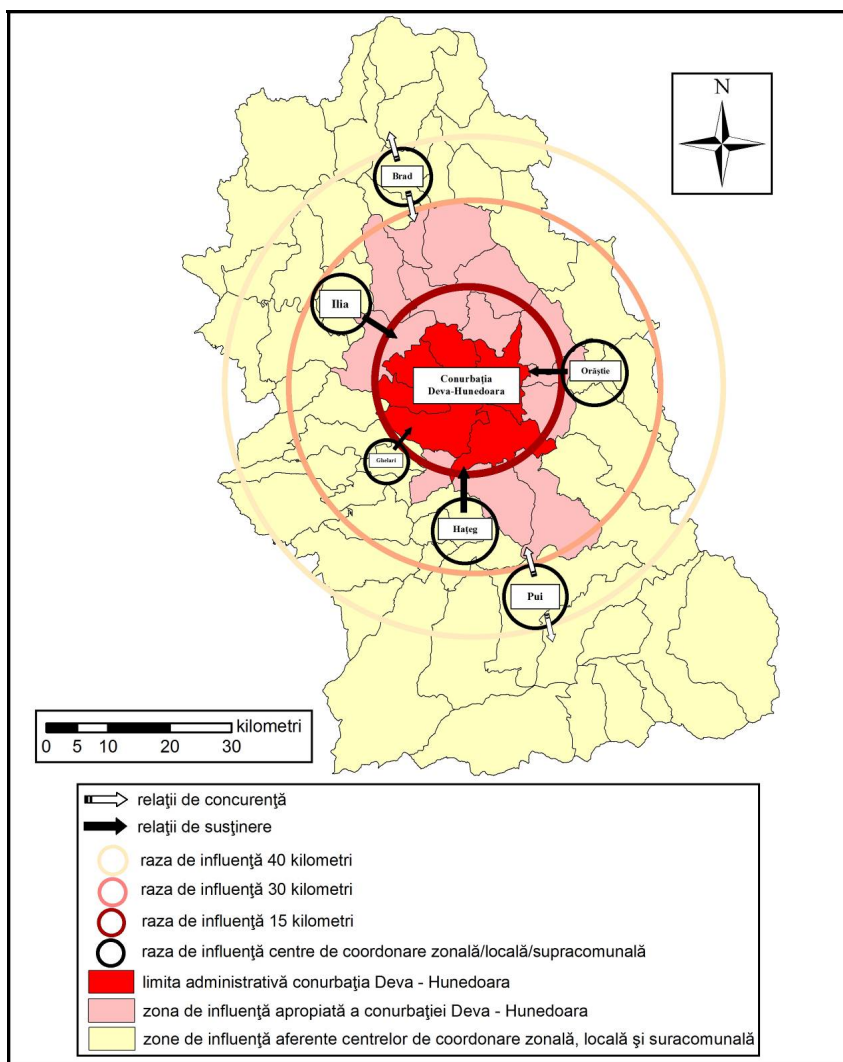 N
Brad
Ilia
Conurbaţia
Deva-Hunedoara
Orăştie
Ghelari
Haţeg
Pui
kilometri
0 5 10 20 30
relaţii de concurenţă
relaţii de susţinere
raza de influenţă 40 kilometri
raza de influenţă 30 kilometri
raza de influenţă 15 kilometri
raza de influenţă centre de coordonare zonală/locală/supracomunală
limita administrativă conurbaţia Deva - Hunedoara
zona de influenţă apropiată a conurbaţiei Deva - Hunedoara
zone de influenţă aferente centrelor de coordonare zonală, locală şi suracomunală